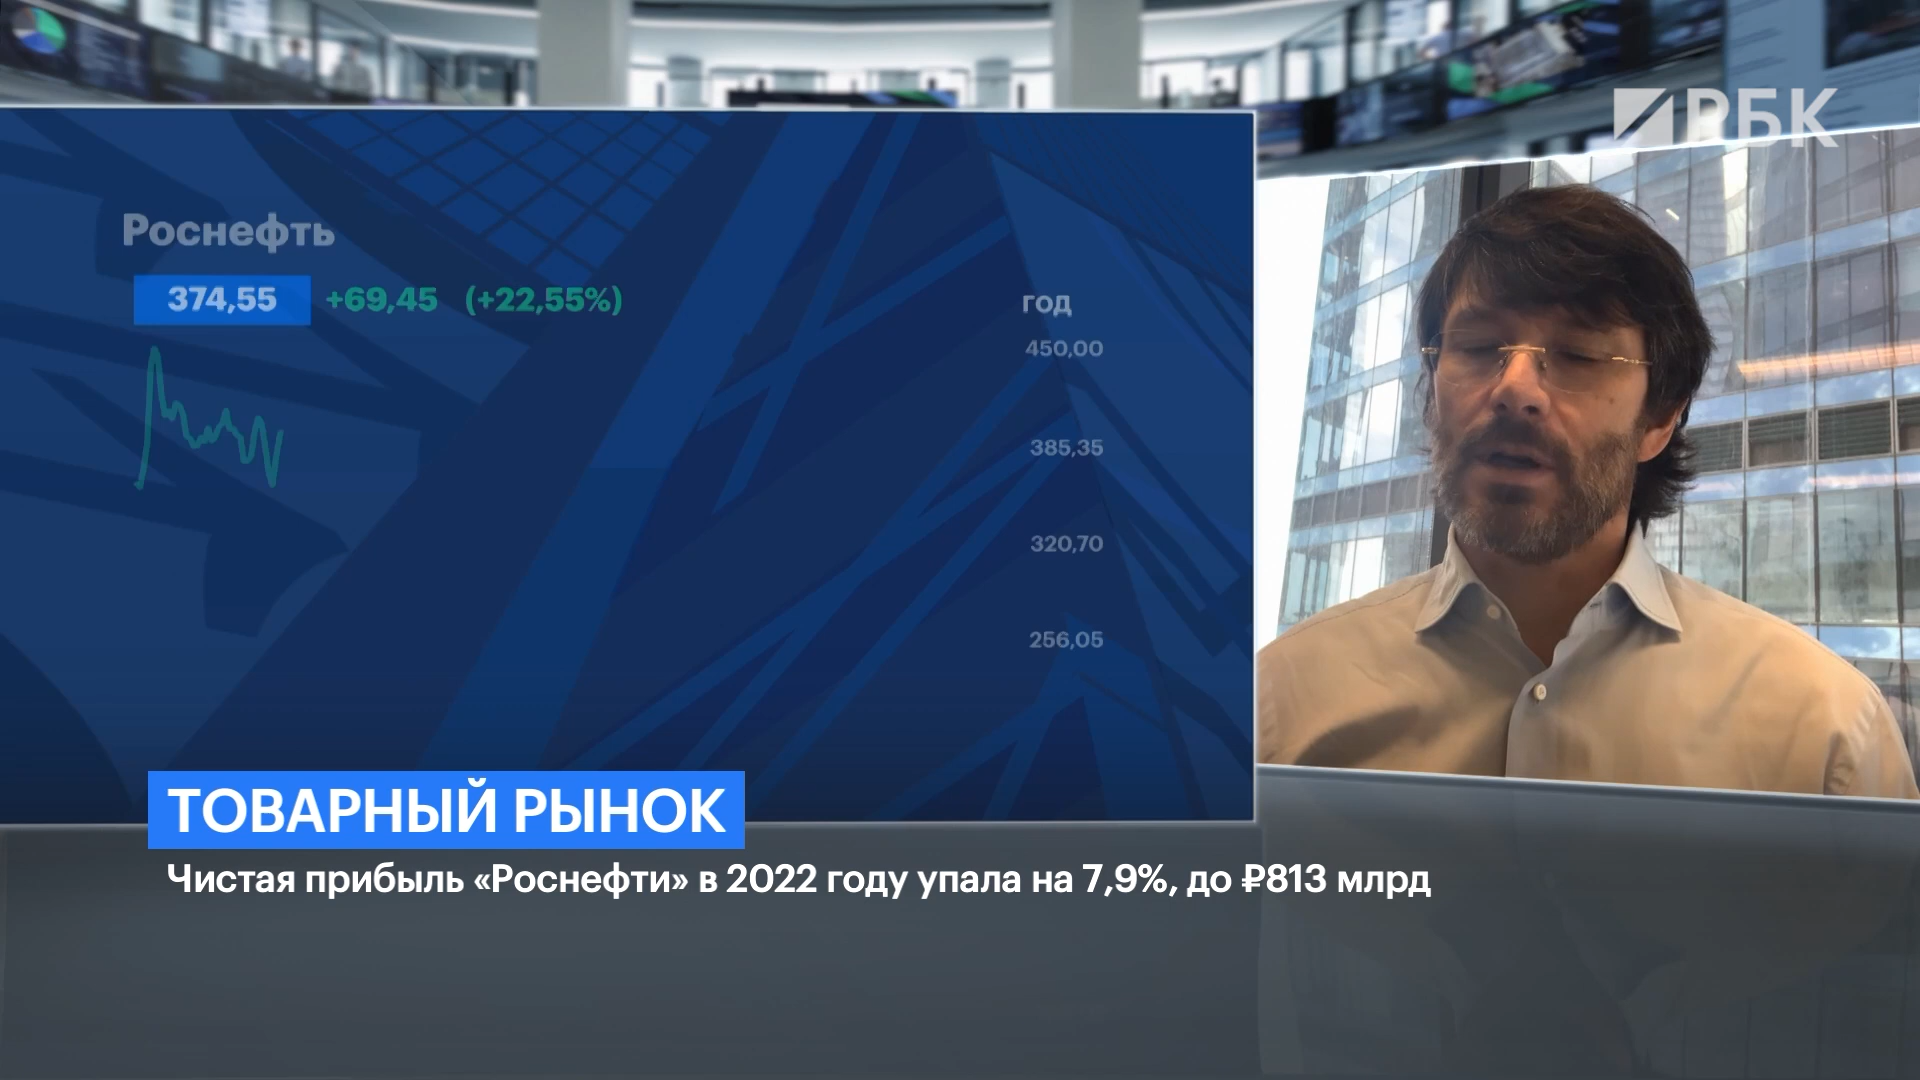 РБК
Роснефть
374,55 +69,45 (+22,55%)
год
450,00
385,35
320,70
256,05
ТОВАРНЫЙ РЫНОК
Чистая прибыль «Роснефти» в 2022 году упала на 7,9%, до ₽813 млрд